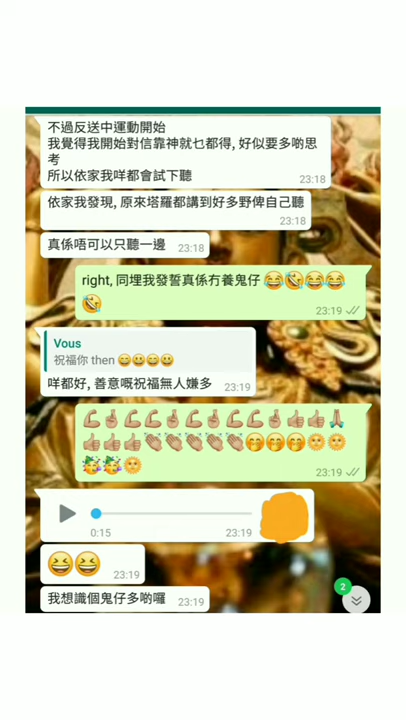 不過反送中運動開始
我覺得我開始對信靠神就乜都得, 好似要多啲思
考
所以依家我咩都會試下聽
23:18
依家我發現, 原來塔羅都講到好多野俾自己聽
23:18
真係唔可以只聽一邊 23:18
right, 同埋我發誓真係冇養鬼仔 😂🤣😂😂
🤣
23:19
Vous
祝福你 then 😄😃😄😃
咩都好, 善意嘅祝福無人嫌多 23:19
💪🏼🤞🏼💪🏼💪🏼🤞🏼💪🏼🤞🏼💪🏼💪🏼🤞🏼👍🏼👍🏼🙏🏼
👍🏼👍🏼👍🏼👏🏼👏🏼👏🏼👏🏼👏🏼🤭🤭🤭🌞🌞
🥳🥳🌞
23:19
0:15 23:19
😆😆 23:19
我想識個鬼仔多啲囉 23:19
2